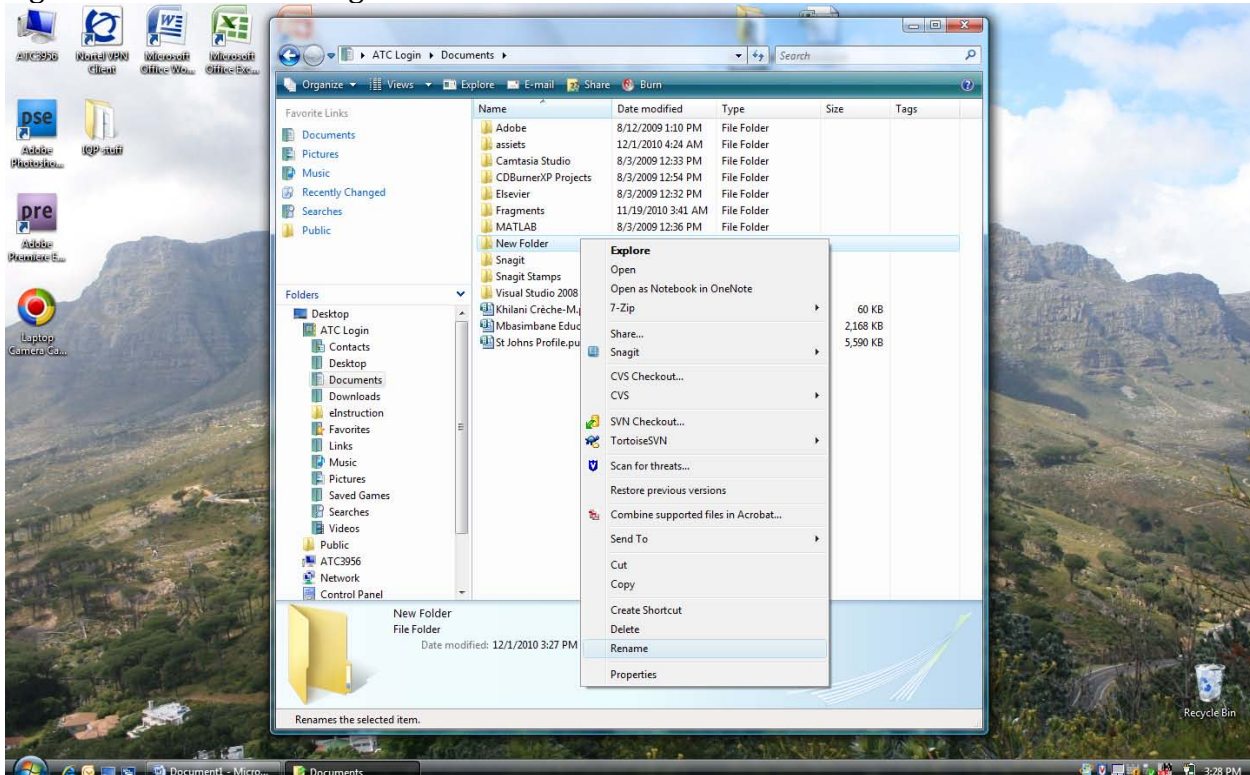 ATC3956
Nortel VPN Client
Microsoft Office Wo...
Microsoft Office Exc...
pse
Adobe Photosho...
IQP stuff
pre
Adobe Premiere E...
Laptop Camera Ca...
ATC Login
Documents
Search
Organize
Views
Explore
E-mail
Share
Burn
Favorite Links
Documents
Pictures
Music
Recently Changed
Searches
Public
Folders
Desktop
ATC Login
Contacts
Desktop
Documents
Downloads
eInstruction
Favorites
Links
Music
Pictures
Saved Games
Searches
Videos
Public
ATC3956
Network
Control Panel
Name Date modified Type Size Tags
Adobe 8/12/2009 1:10 PM File Folder
assiets 12/1/2010 4:24 AM File Folder
Camtasia Studio 8/3/2009 12:33 PM File Folder
CDBurnerXP Projects 8/3/2009 12:54 PM File Folder
Elsevier 8/3/2009 12:32 PM File Folder
Fragments 11/19/2010 3:41 AM File Folder
MATLAB 8/3/2009 12:36 PM File Folder
New Folder
Snagit
Snagit Stamps
Visual Studio 2008
Khilani Crèche-M.p 60 KB
Mbasimbane Educ 2,168 KB
St Johns Profile.pu 5,590 KB
Explore
Open
Open as Notebook in OneNote
7-Zip
Share...
Snagit
CVS Checkout...
CVS
SVN Checkout...
TortoiseSVN
Scan for threats...
Restore previous versions
Combine supported files in Acrobat...
Send To
Cut
Copy
Create Shortcut
Delete
Rename
Properties
New Folder
File Folder
Date modified: 12/1/2010 3:27 PM
Renames the selected item.
Recycle Bin
Document1 - Micro...
Documents
3:28 PM